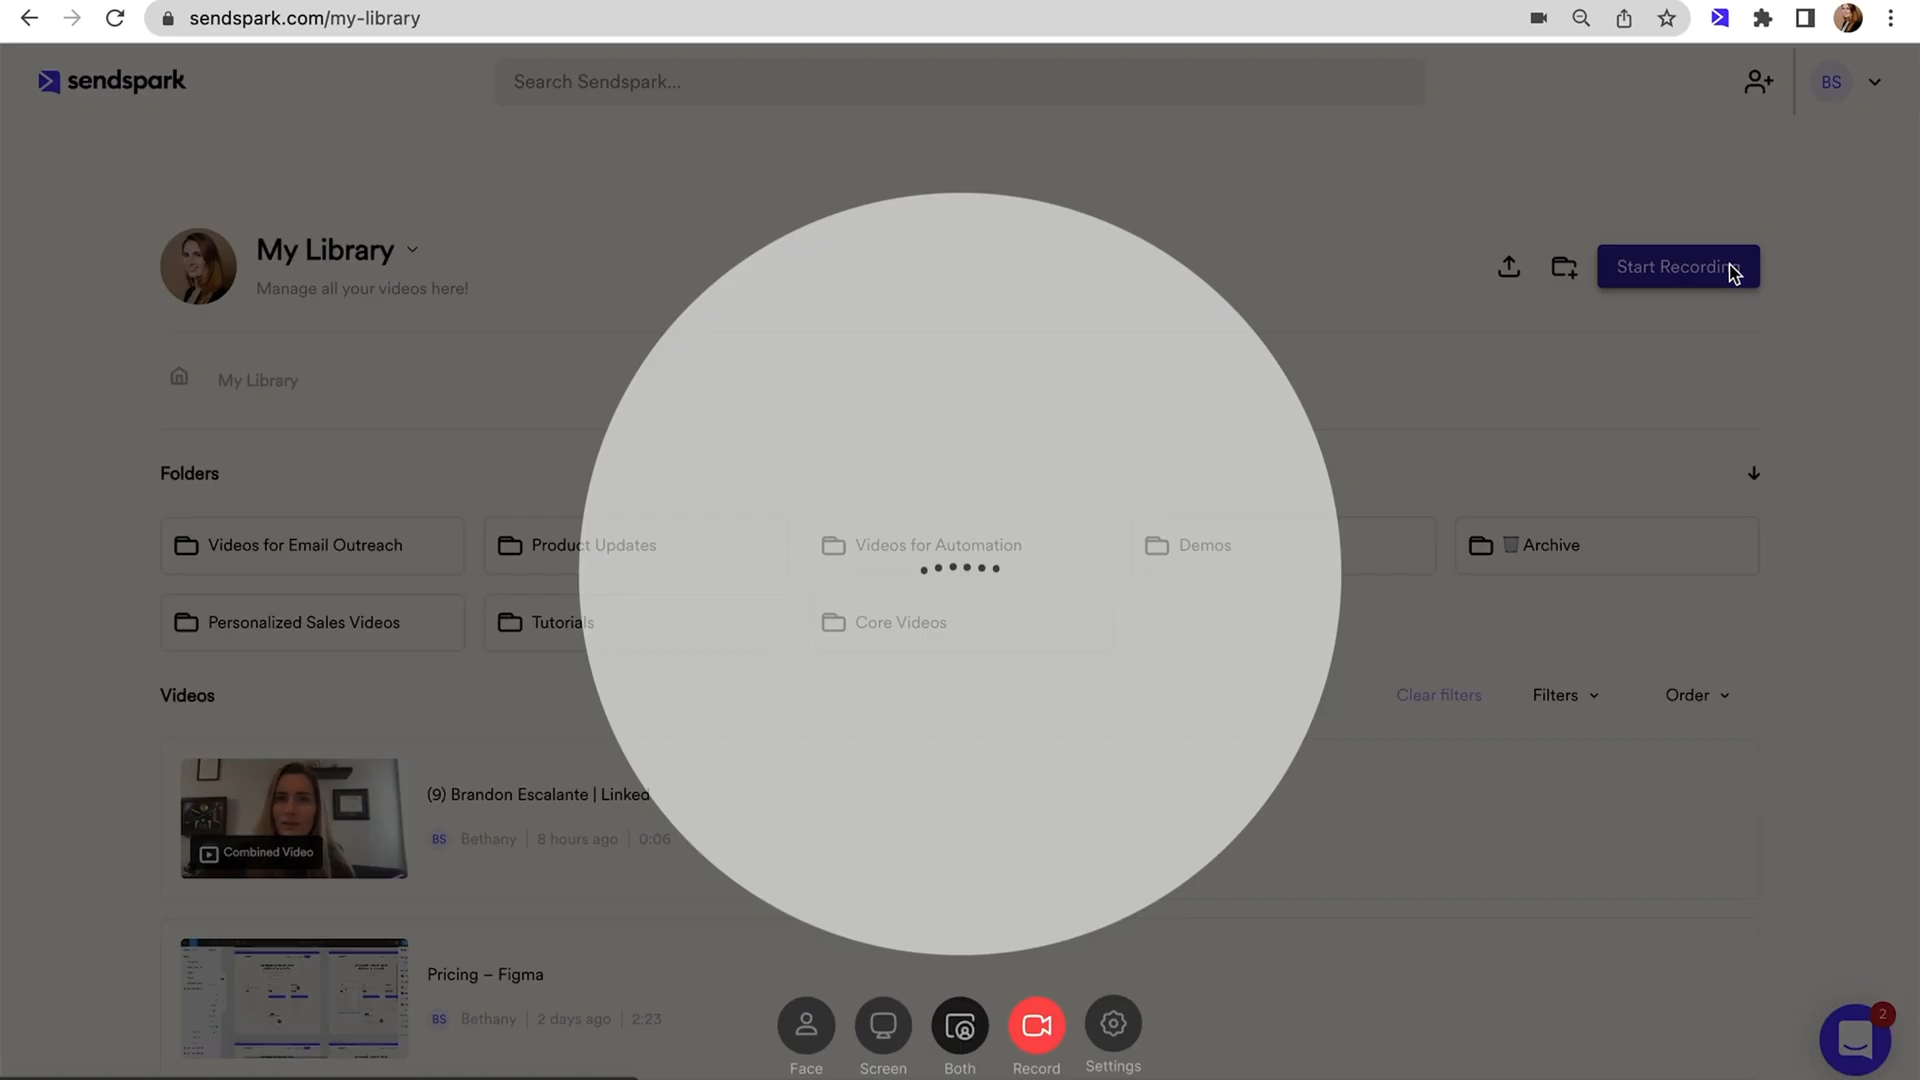 sendspark.com/my-library
sendspark
Search Sendspark...
BS
My Library
Manage all your videos here!
Start Recording
My Library
Folders
Videos for Email Outreach
Product Updates
Videos for Automation
Demos
Archive
Personalized Sales Videos
Tutorials
Core Videos
Videos
Clear filters
Filters
Order
(9) Brandon Escalante | Linked
BS Bethany | 8 hours ago | 0:06
Combined Video
Pricing – Figma
BS Bethany | 2 days ago | 2:23
Face
Screen
Both
Record
Settings
2